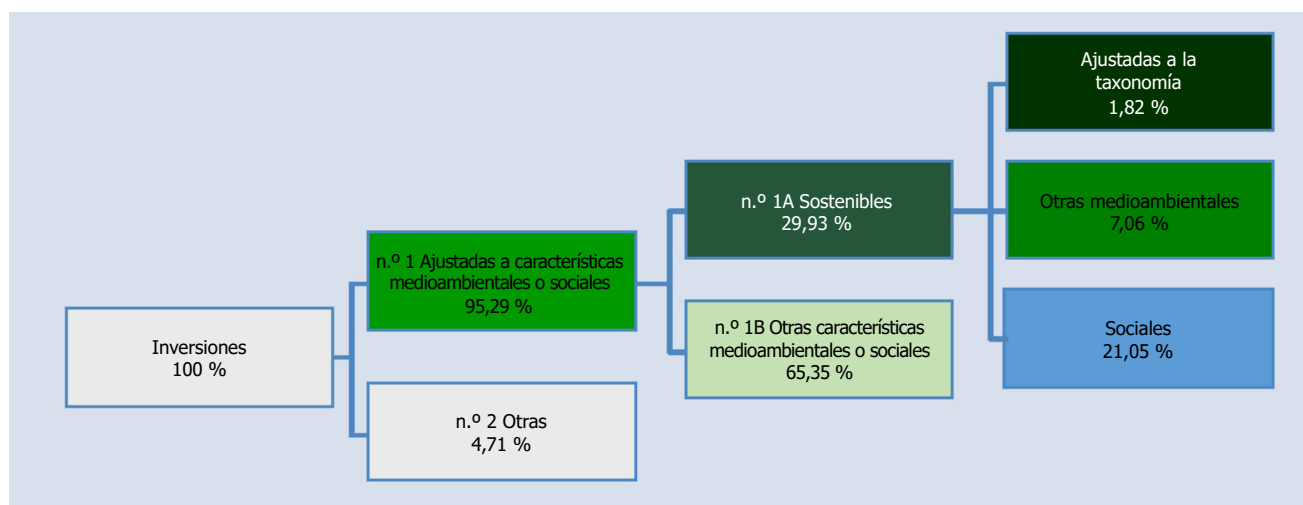 Inversiones
100 %
n.º 1 Ajustadas a características
medioambientales o sociales
95,29 %
n.º 2 Otras
4,71 %
n.º 1A Sostenibles
29,93 %
n.º 1B Otras características
medioambientales o sociales
65,35 %
Ajustadas a la
taxonomía
1,82 %
Otras medioambientales
7,06 %
Sociales
21,05 %